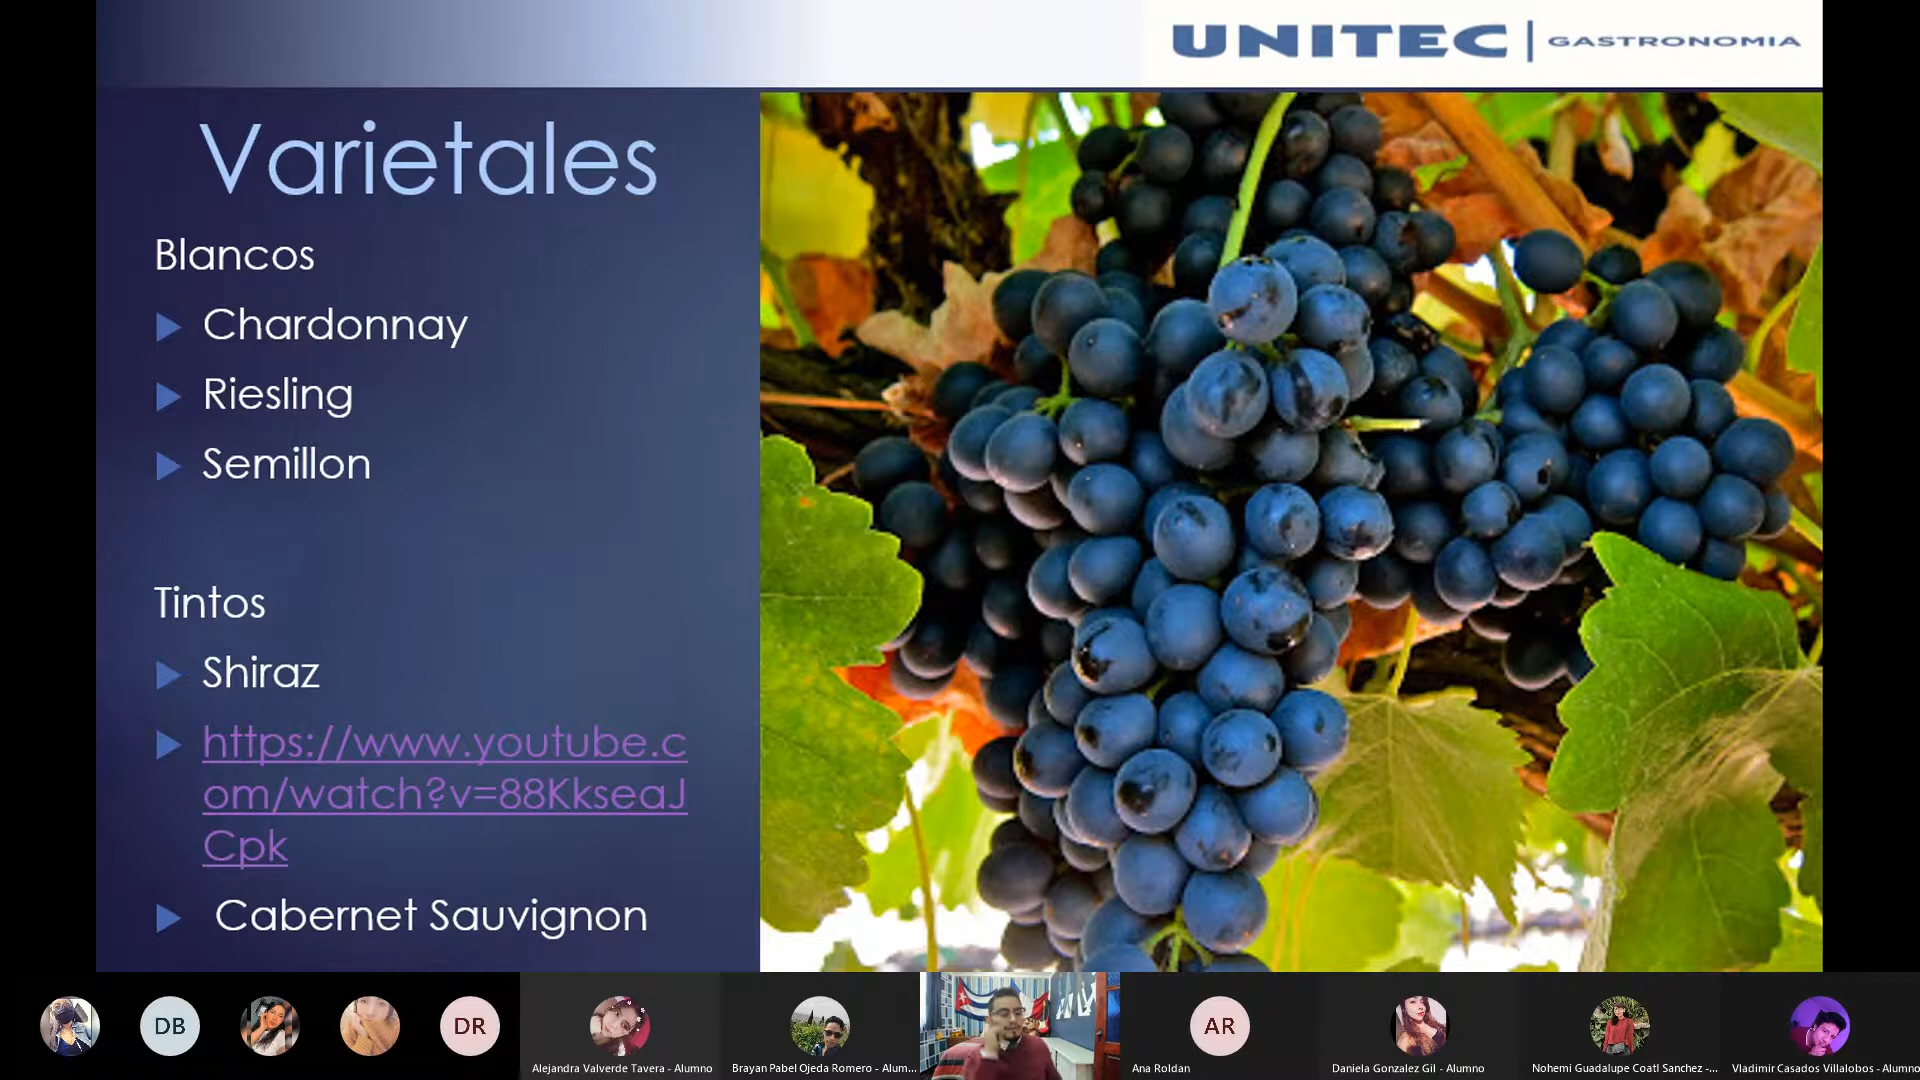 UNITEC | GASTRONOMIA
Varietales
Blancos
Chardonnay
Riesling
Semillon
Tintos
Shiraz
https://www.youtube.c
om/watch?v=88KkseaJ
Cpk
Cabernet Sauvignon
DB
DR
AR
Alejandra Valverde Tavera - Alumno
Brayan Pabel Ojeda Romero - Alum...
Ana Roldan
Daniela Gonzalez Gil - Alumno
Nohemi Guadalupe Coatl Sanchez -...
Vladimir Casados Villalobos - Alumno